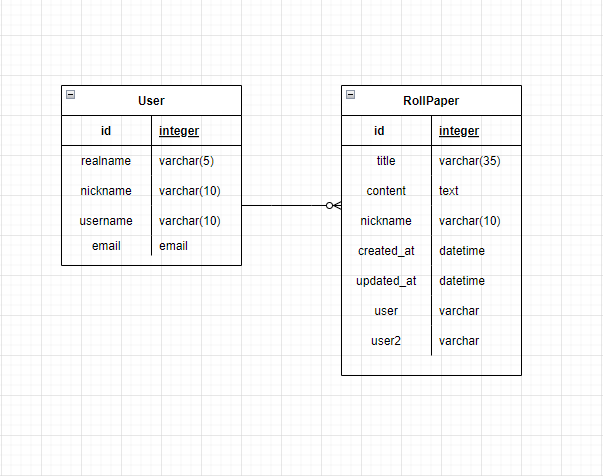 User
id integer
realname varchar(5)
nickname varchar(10)
username varchar(10)
email email
RollPaper
id integer
title varchar(35)
content text
nickname varchar(10)
created_at datetime
updated_at datetime
user varchar
user2 varchar